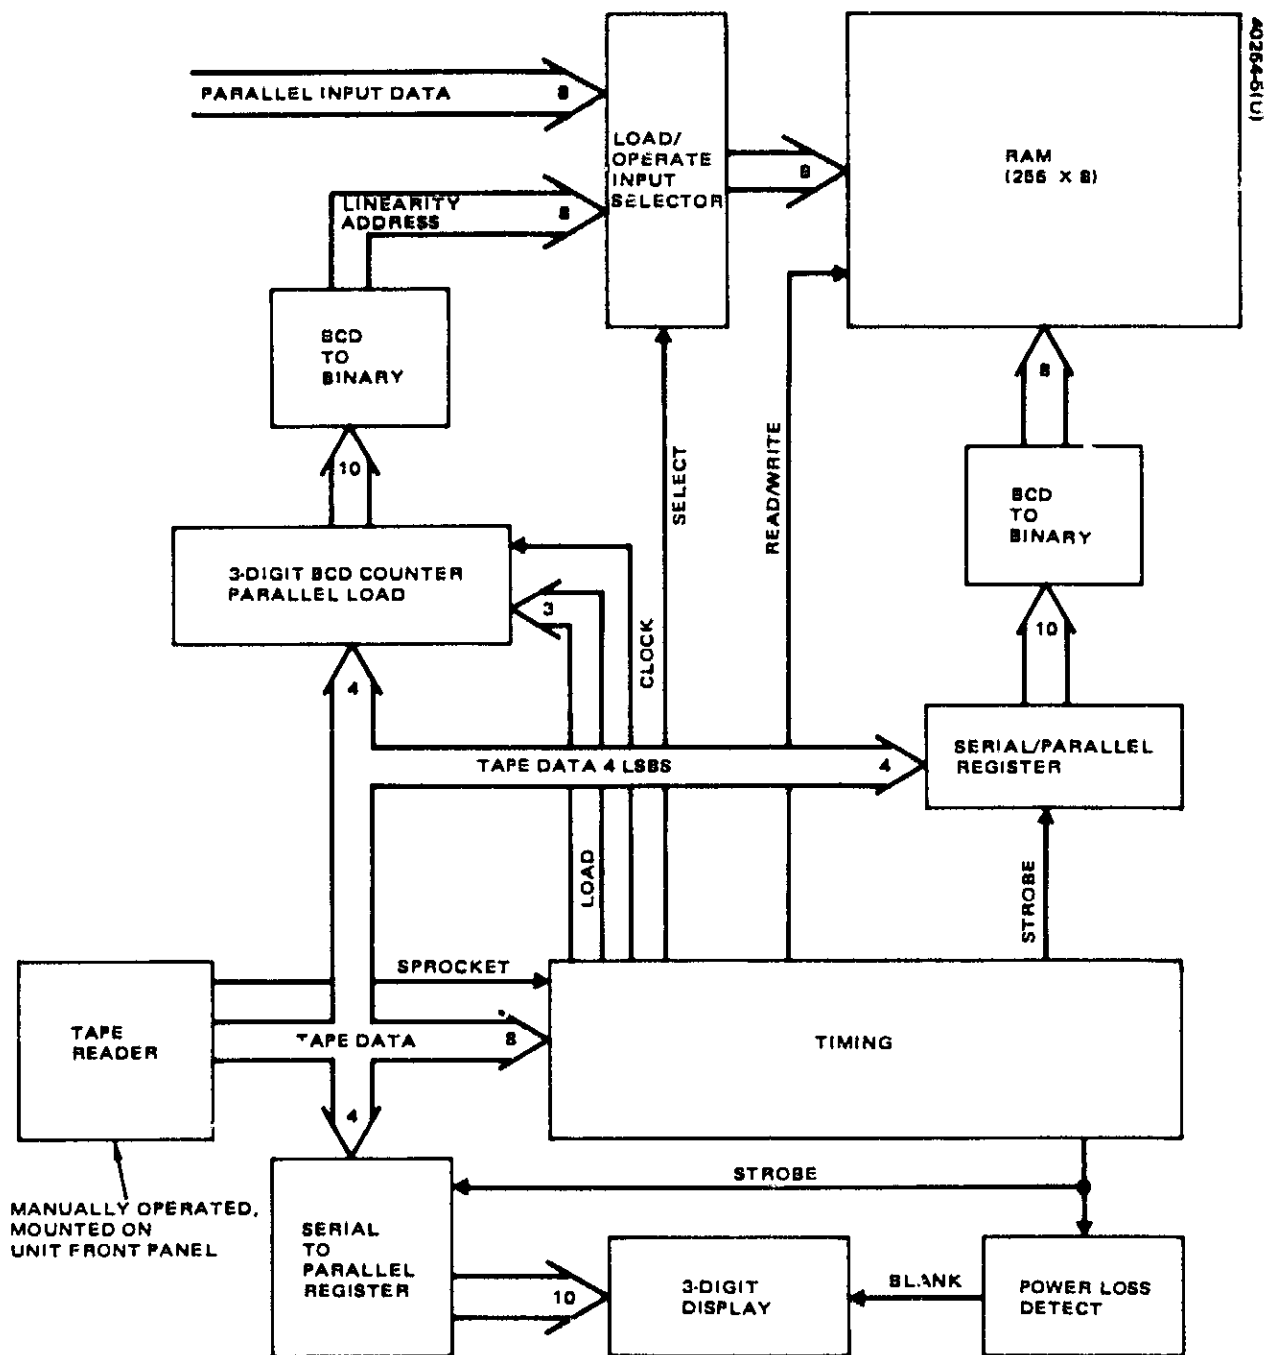 40254-5(U)
PARALLEL INPUT DATA
8
LOAD/
OPERATE
INPUT
SELECTOR
8
RAM
(256 X 8)
LINEARITY
ADDRESS
8
BCD
TO
BINARY
8
10
SELECT
READ/WRITE
BCD
TO
BINARY
3-DIGIT BCD COUNTER
PARALLEL LOAD
3
CLOCK
10
4
TAPE DATA 4 LSBS
4
SERIAL/PARALLEL
REGISTER
LOAD
STROBE
TAPE
READER
SPROCKET
TAPE DATA
8
TIMING
4
MANUALLY OPERATED,
MOUNTED ON
UNIT FRONT PANEL
STROBE
SERIAL
TO
PARALLEL
REGISTER
10
3-DIGIT
DISPLAY
BLANK
POWER LOSS
DETECT